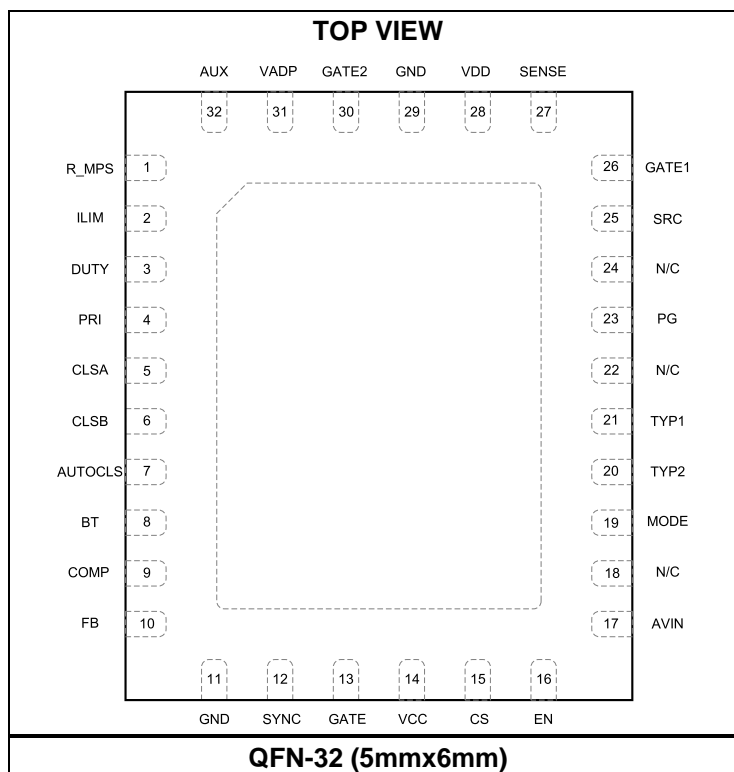 TOP VIEW
AUX VADP GATE2 GND VDD SENSE
32 31 30 29 28 27
R_MPS 1 26 GATE1
ILIM 2 25 SRC
DUTY 3 24 N/C
PRI 4 23 PG
CLSA 5 22 N/C
CLSB 6 21 TYP1
AUTOCLS 7 20 TYP2
BT 8 19 MODE
COMP 9 18 N/C
FB 10 17 AVIN
11 12 13 14 15 16
GND SYNC GATE VCC CS EN
QFN-32 (5mmx6mm)